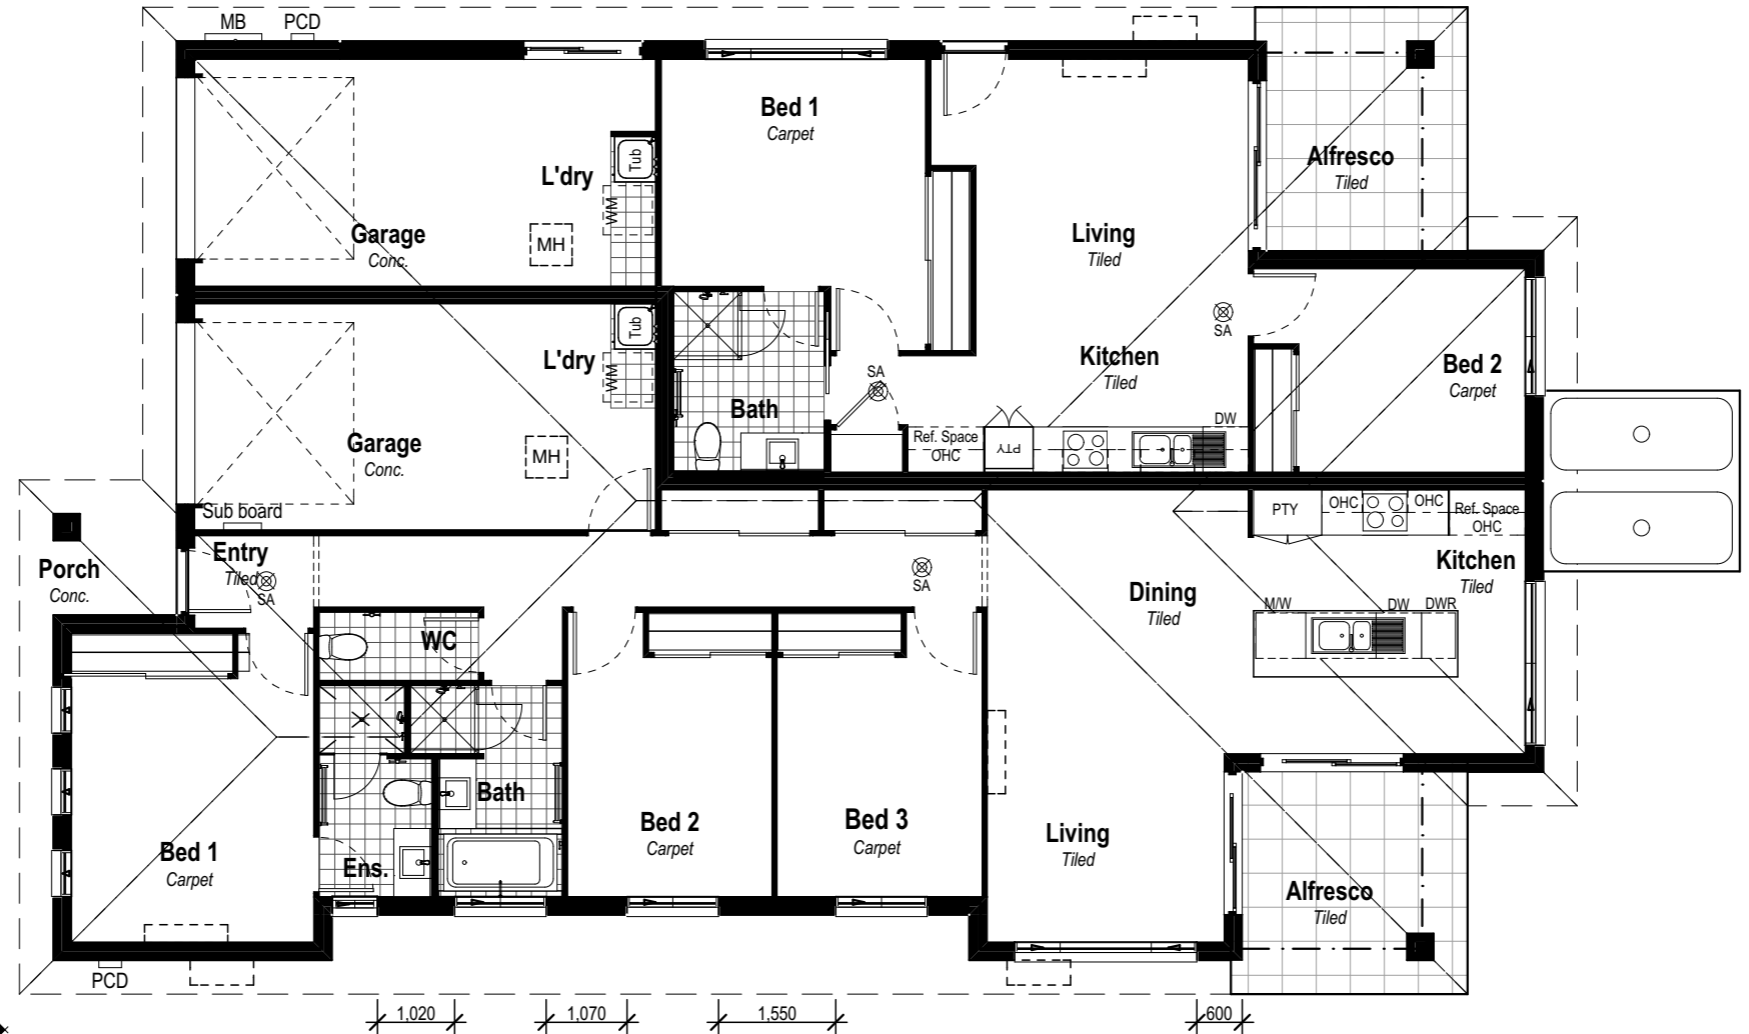 MB
PCD
Bed 1
Carpet
Alfresco
Tiled
Tub
L'dry
WM
Garage
Conc.
MH
Living
Tiled
SA
Tub
L'dry
WM
Kitchen
Tiled
Bed 2
Carpet
SA
Bath
DW
Ref. Space
OHC
PTY
Garage
Conc.
MH
Sub board
PTY
OHC
OHC
Ref. Space
OHC
Entry
Tiled
SA
Porch
Conc.
SA
Dining
Tiled
Kitchen
Tiled
M/W
DW
DWR
WC
Bath
Bed 2
Carpet
Bed 3
Carpet
Living
Tiled
Bed 1
Carpet
Ens.
Alfresco
Tiled
PCD
1,020
1,070
1,550
600